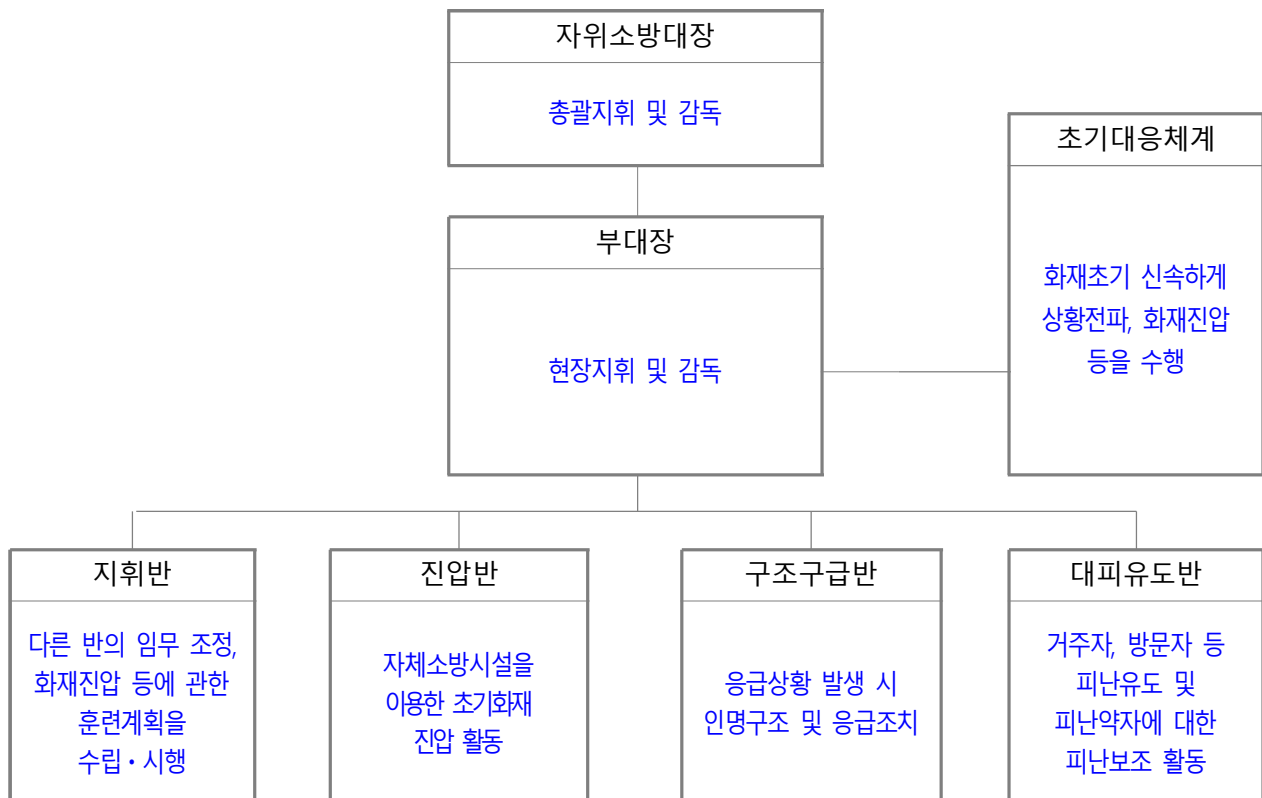 자위소방대장
총괄지휘 및 감독
초기대응체계
화재초기 신속하게
상황전파, 화재진압
등을 수행
부대장
현장지휘 및 감독
지휘반
다른 반의 임무 조정,
화재진압 등에 관한
훈련계획을
수립・시행
진압반
자체소방시설을
이용한 초기화재
진압 활동
구조구급반
응급상황 발생 시
인명구조 및 응급조치
대피유도반
거주자, 방문자 등
피난유도 및
피난약자에 대한
피난보조 활동